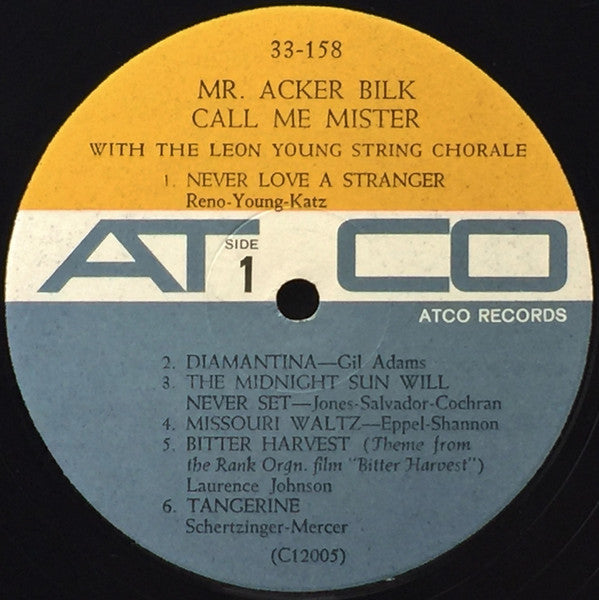 33-158
MR. ACKER BILK
CALL ME MISTER
WITH THE LEON YOUNG STRING CHORALE
1. NEVER LOVE A STRANGER
Reno-Young-Katz
ATCO
SIDE
1
ATCO RECORDS
2. DIAMANTINA—Gil Adams
3. THE MIDNIGHT SUN WILL
NEVER SET—Jones-Salvador-Cochran
4. MISSOURI WALTZ—Eppel-Shannon
5. BITTER HARVEST (Theme from
the Rank Orgn. film "Bitter Harvest")
Laurence Johnson
6. TANGERINE
Schertzinger-Mercer
(C12005)